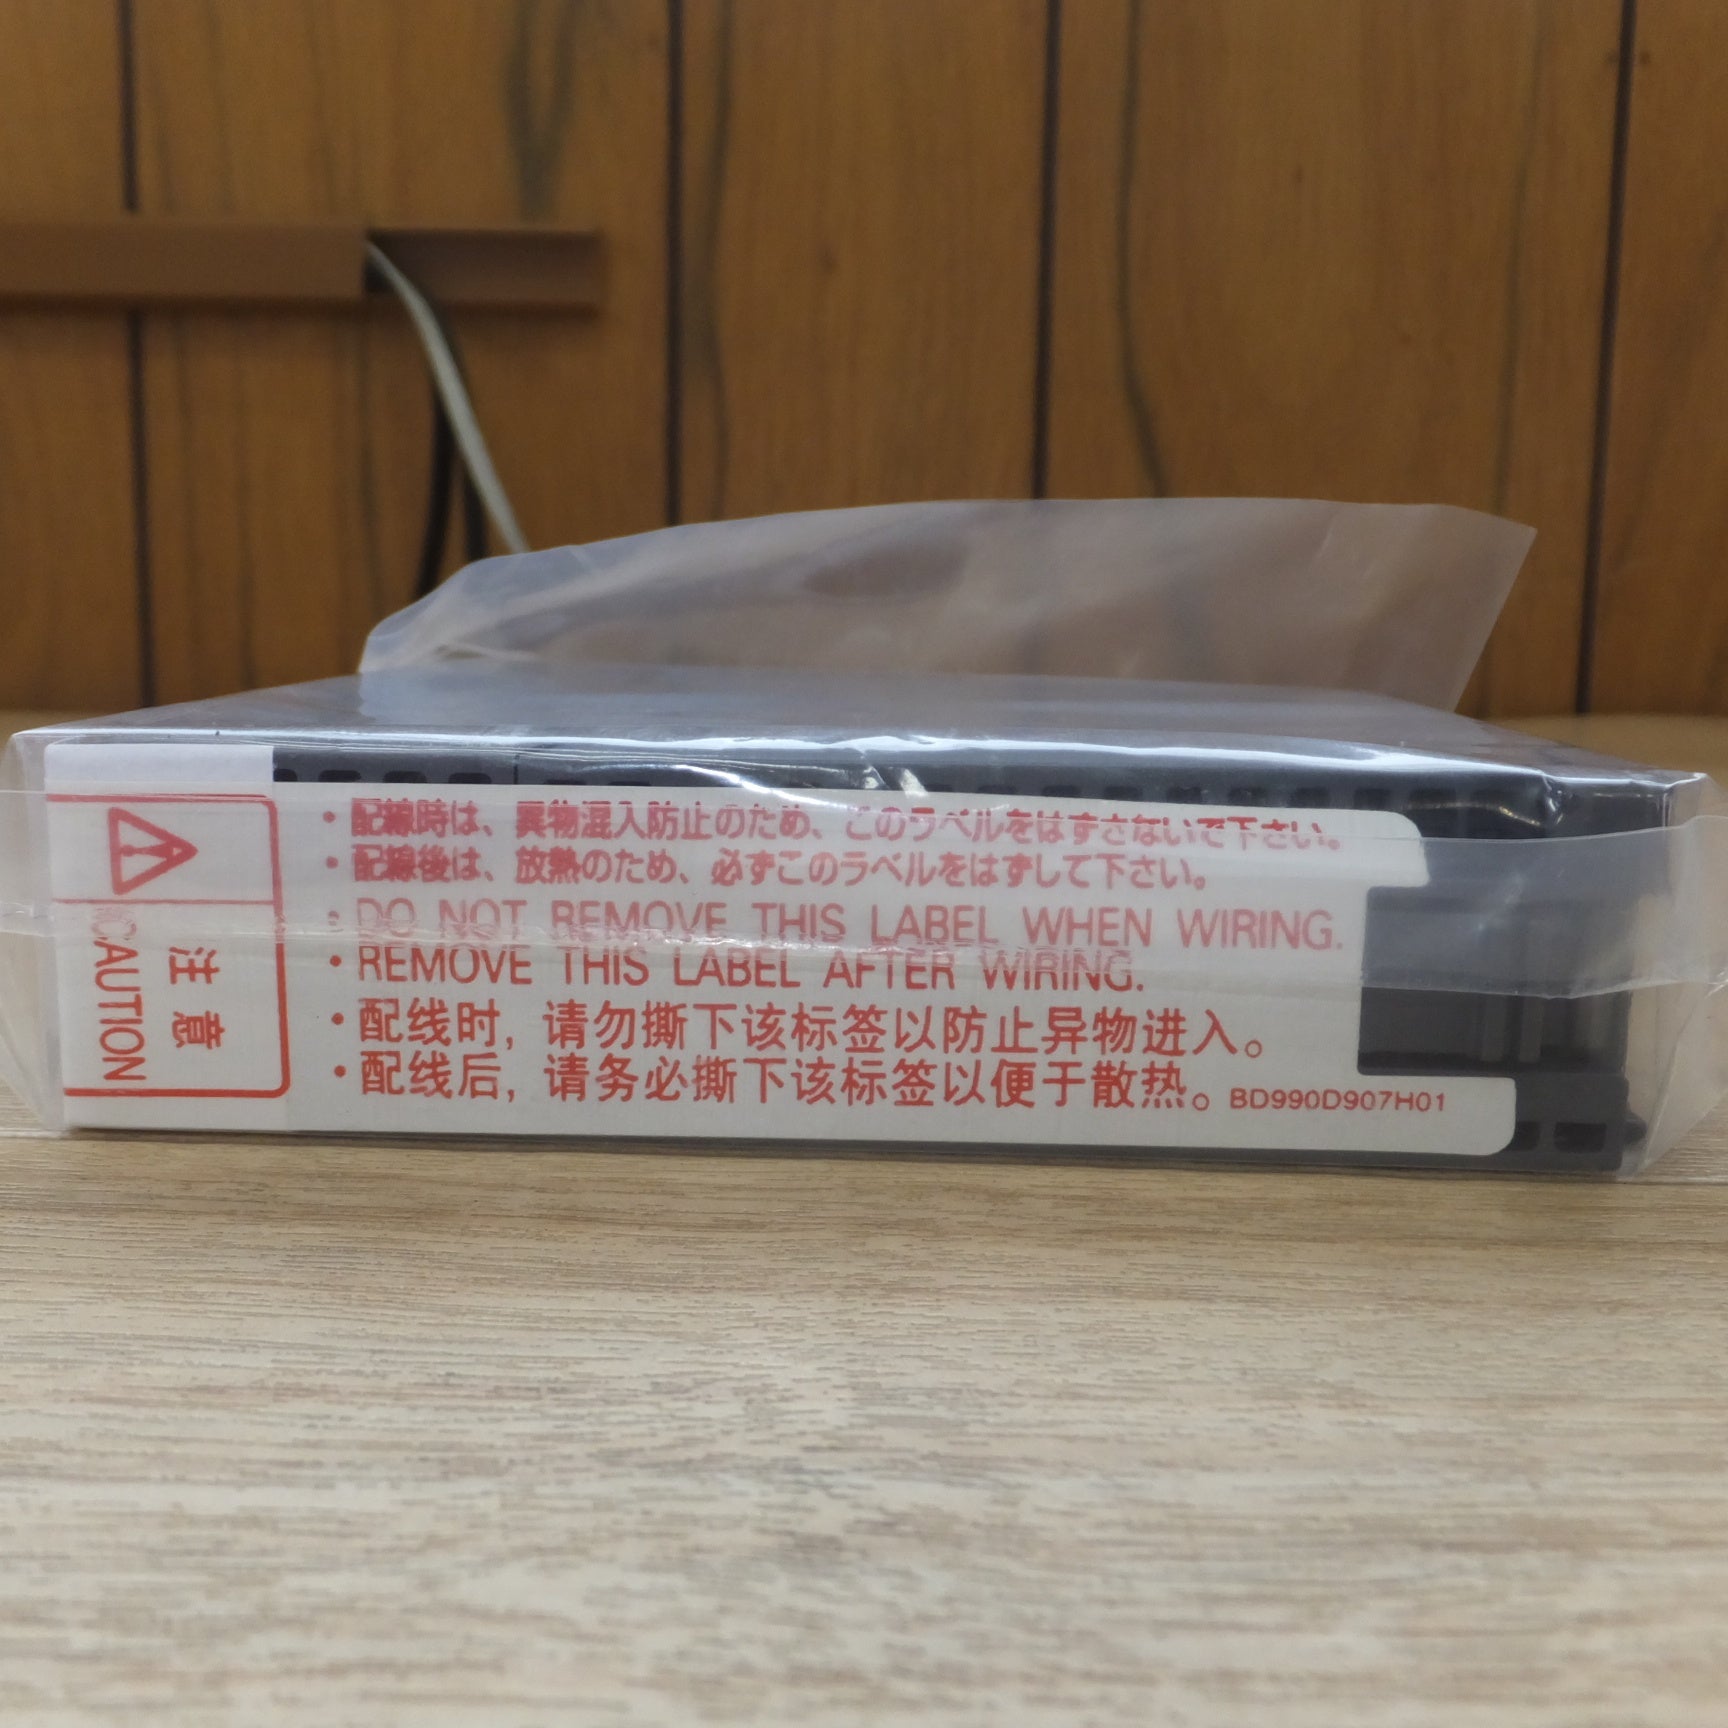 注意
CAUTION
・配線時は、異物混入防止のため、このラベルをはずさないで下さい。
・配線後は、放熱のため、必ずこのラベルをはずして下さい。
• DO NOT REMOVE THIS LABEL WHEN WIRING.
• REMOVE THIS LABEL AFTER WIRING.
•配线时，请勿撕下该标签以防止异物进入。
•配线后，请务必撕下该标签以便于散热。BD990D907H01